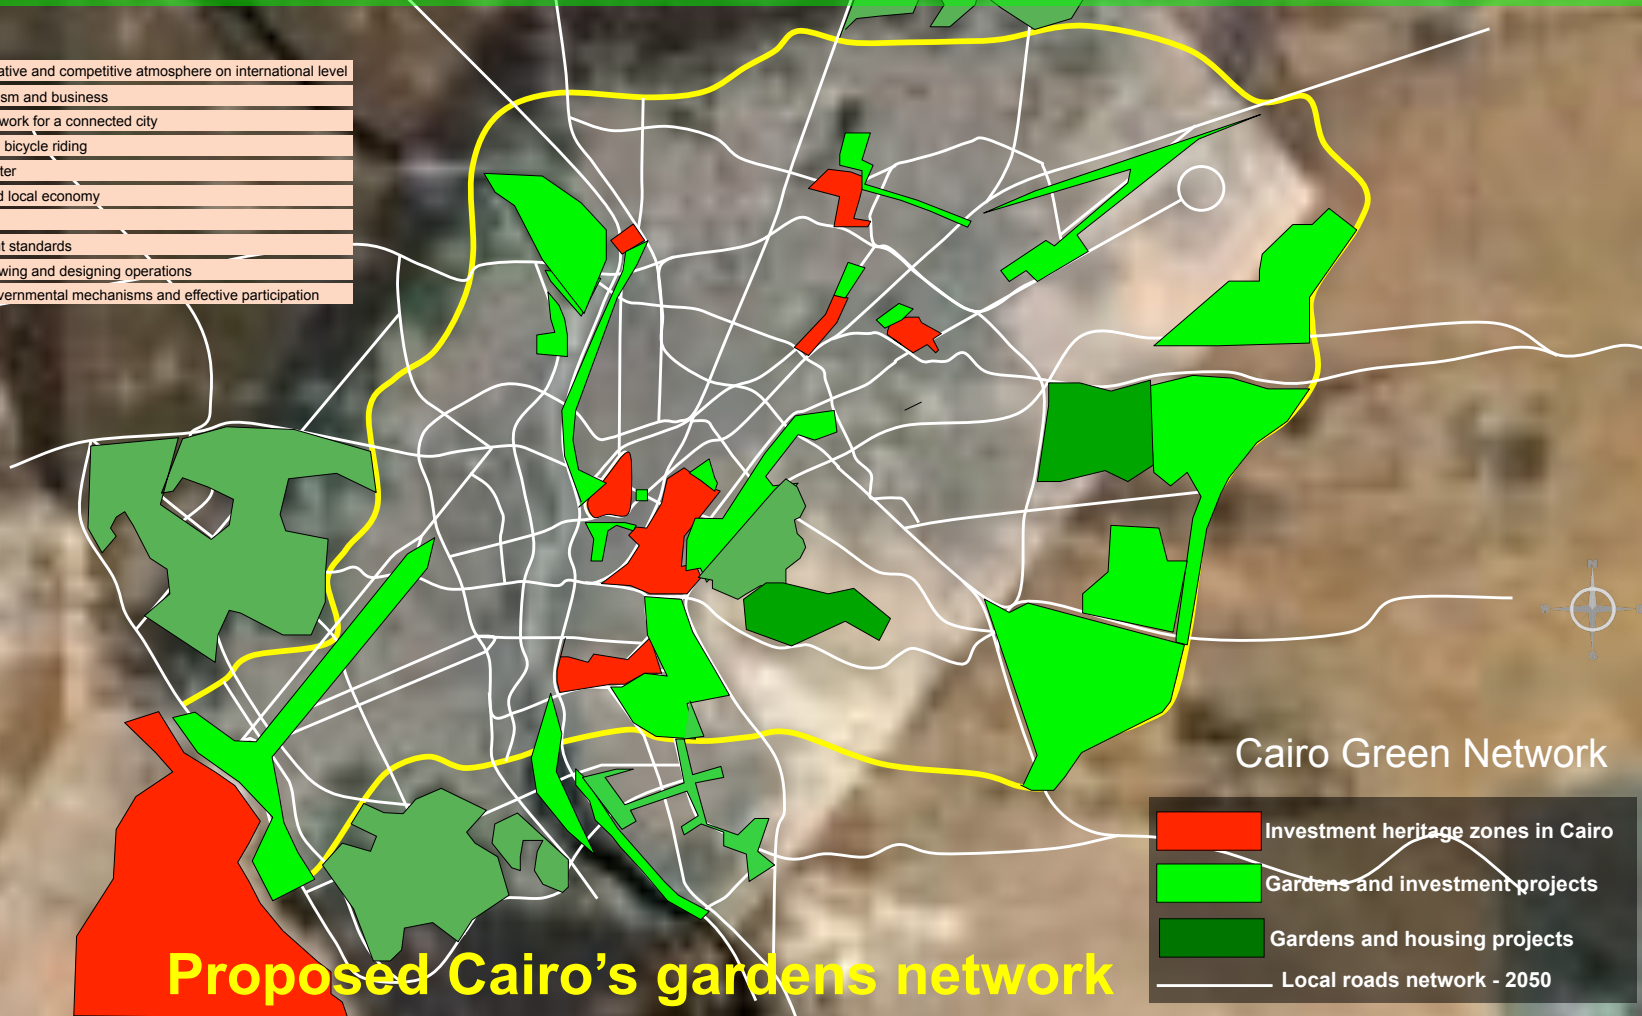 ative and competitive atmosphere on international level
sm and business
work for a connected city
bicycle riding
ter
d local economy
t standards
wing and designing operations
vernmental mechanisms and effective participation
N
Cairo Green Network
Investment heritage zones in Cairo
Gardens and investment projects
Gardens and housing projects
Local roads network - 2050
Proposed Cairo’s gardens network